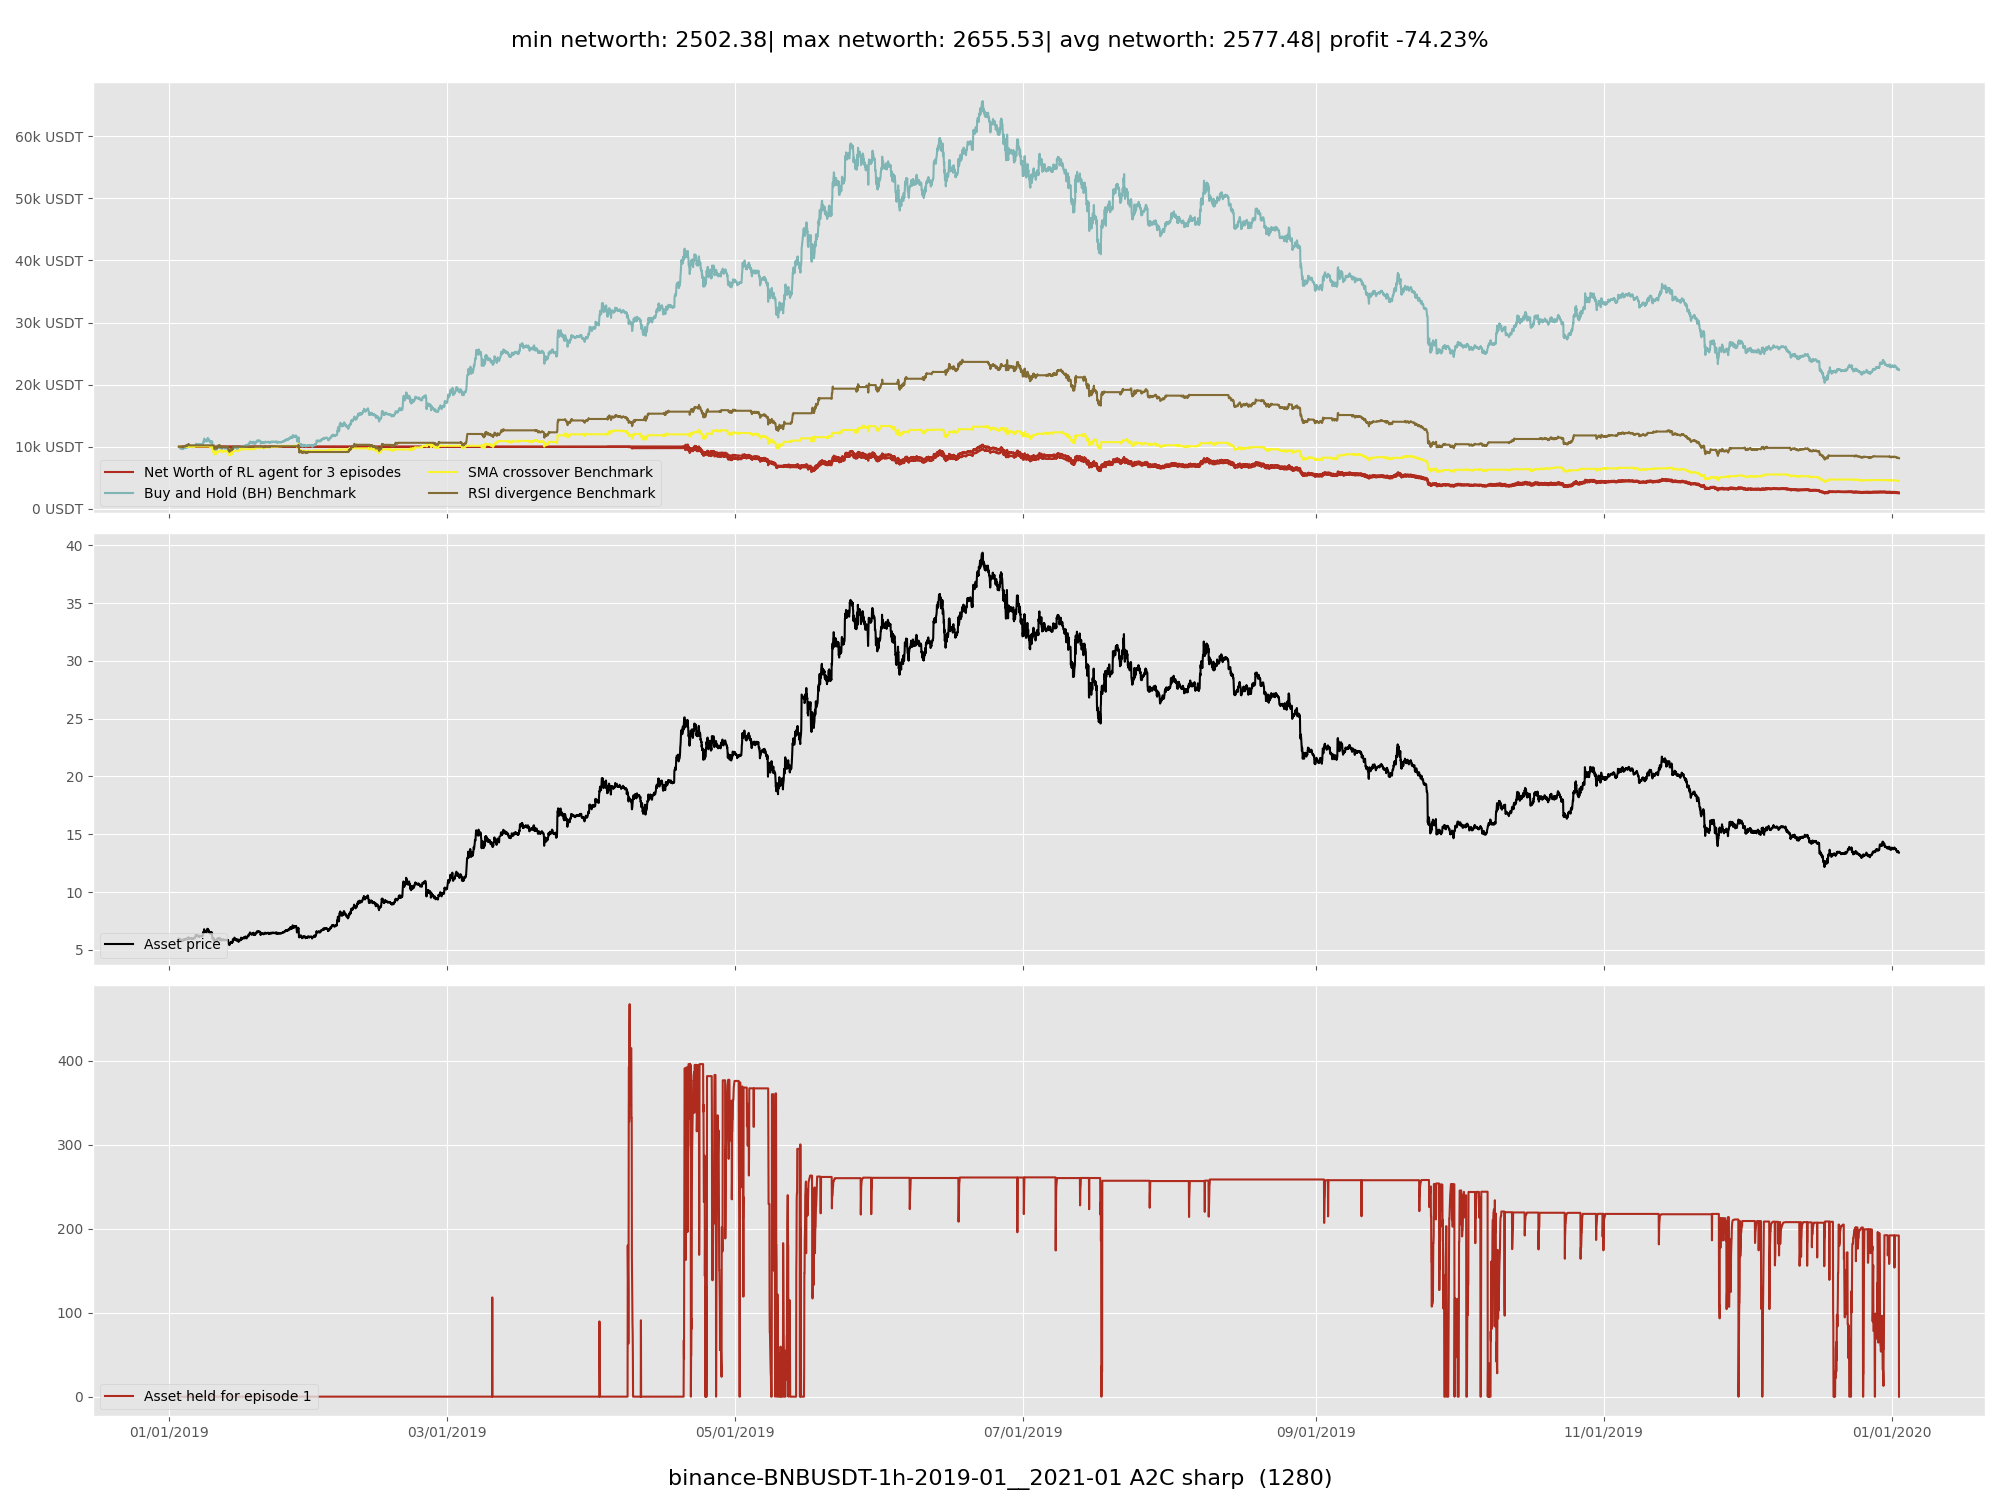 min networth: 2502.38| max networth: 2655.53| avg networth: 2577.48| profit -74.23%
60k USDT
50k USDT
40k USDT
30k USDT
20k USDT
10k USDT
0 USDT
Net Worth of RL agent for 3 episodes
Buy and Hold (BH) Benchmark
SMA crossover Benchmark
RSI divergence Benchmark
40
35
30
25
20
15
10
5
Asset price
400
300
200
100
0
Asset held for episode 1
01/01/2019 03/01/2019 05/01/2019 07/01/2019 09/01/2019 11/01/2019 01/01/2020
binance-BNBUSDT-1h-2019-01__2021-01 A2C sharp (1280)